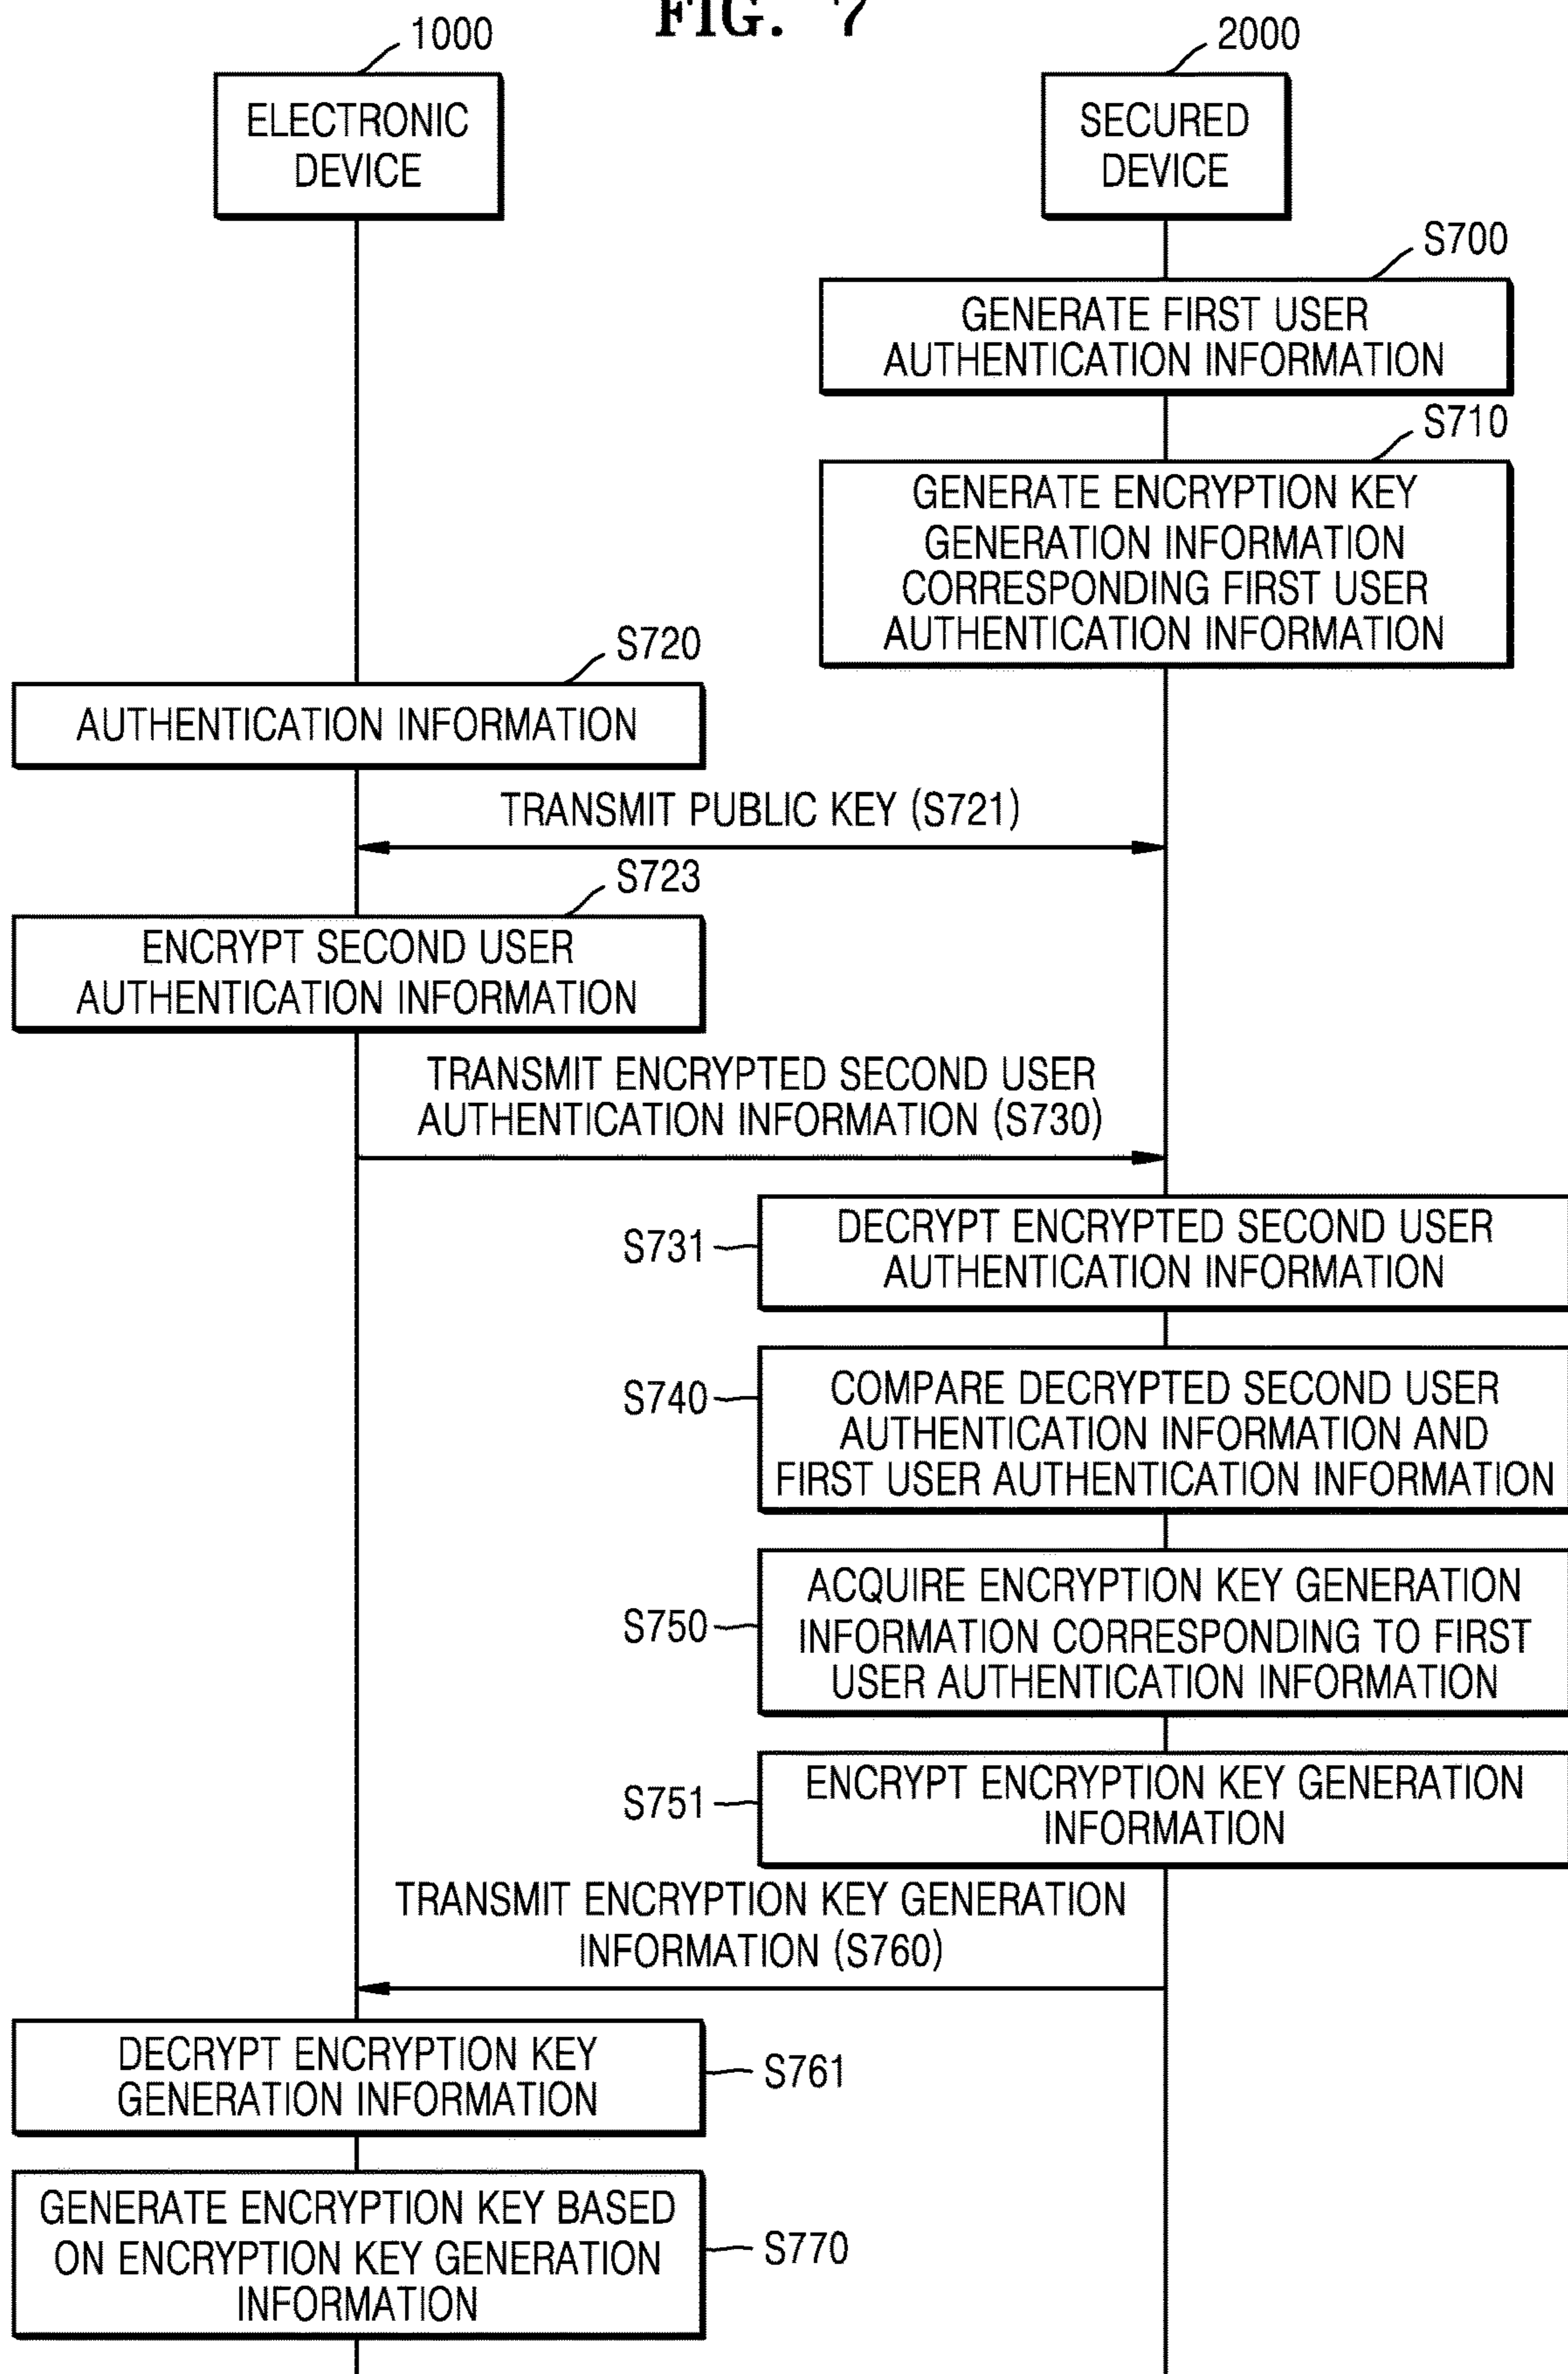 FIG. 7
1000
2000
ELECTRONIC
DEVICE
SECURED
DEVICE
S700
GENERATE FIRST USER
AUTHENTICATION INFORMATION
S710
GENERATE ENCRYPTION KEY
GENERATION INFORMATION
CORRESPONDING FIRST USER
AUTHENTICATION INFORMATION
S720
AUTHENTICATION INFORMATION
TRANSMIT PUBLIC KEY (S721)
S723
ENCRYPT SECOND USER
AUTHENTICATION INFORMATION
TRANSMIT ENCRYPTED SECOND USER
AUTHENTICATION INFORMATION (S730)
S731
DECRYPT ENCRYPTED SECOND USER
AUTHENTICATION INFORMATION
S740
COMPARE DECRYPTED SECOND USER
AUTHENTICATION INFORMATION AND
FIRST USER AUTHENTICATION INFORMATION
S750
ACQUIRE ENCRYPTION KEY GENERATION
INFORMATION CORRESPONDING TO FIRST
USER AUTHENTICATION INFORMATION
S751
ENCRYPT ENCRYPTION KEY GENERATION
INFORMATION
TRANSMIT ENCRYPTION KEY GENERATION
INFORMATION (S760)
DECRYPT ENCRYPTION KEY
GENERATION INFORMATION
S761
GENERATE ENCRYPTION KEY BASED
ON ENCRYPTION KEY GENERATION
INFORMATION
S770